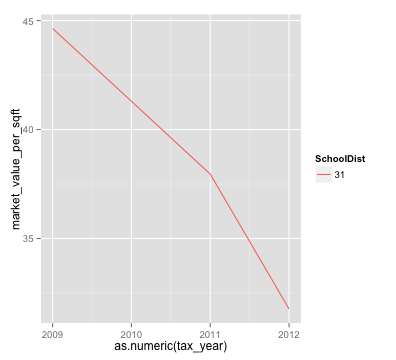 45
40
35
market_value_per_sqft
2009 2010 2011 2012
as.numeric(tax_year)
SchoolDist
31